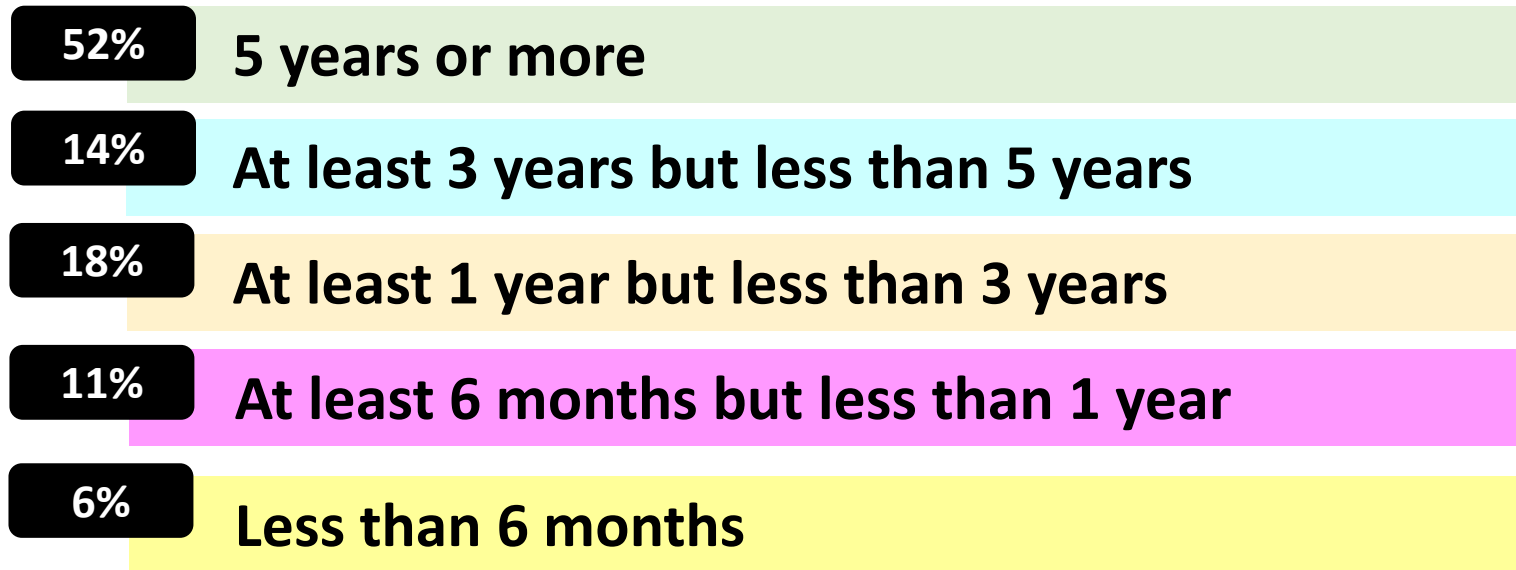 52% 5 years or more
14% At least 3 years but less than 5 years
18% At least 1 year but less than 3 years
11% At least 6 months but less than 1 year
6% Less than 6 months